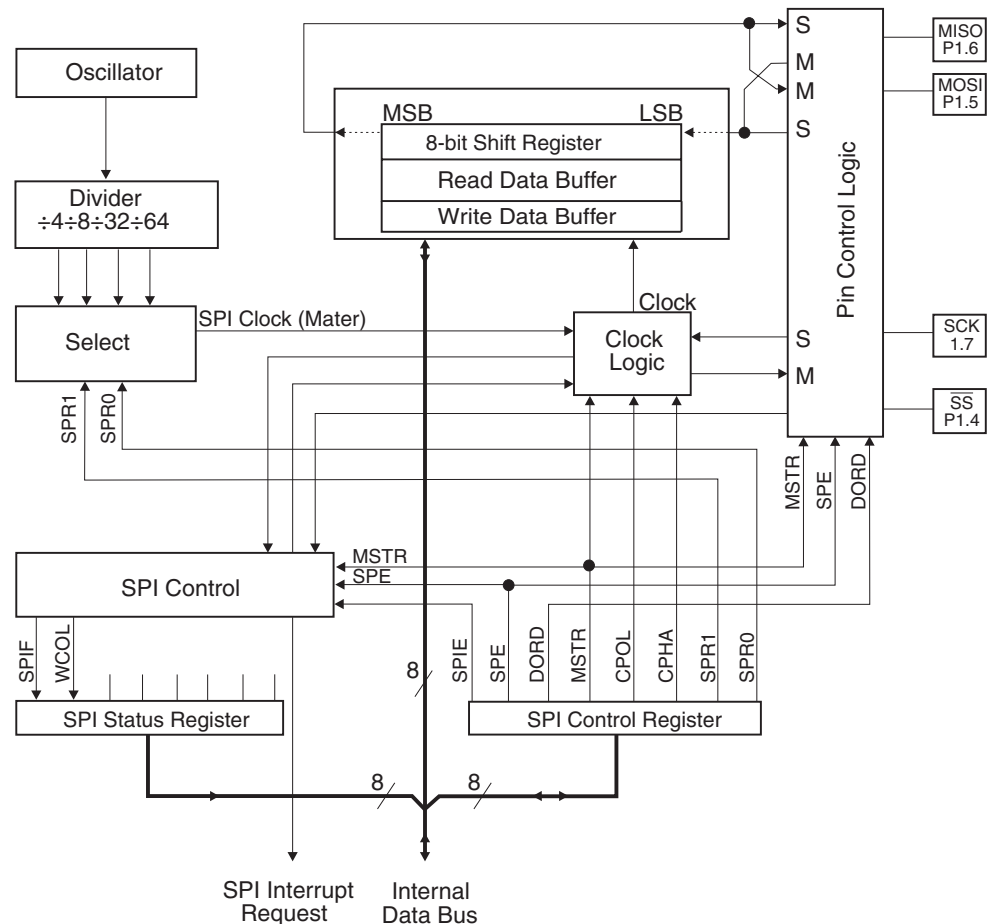 Oscillator
Divider
÷4÷8÷32÷64
Select
SPI Clock (Mater)
SPR1
SPR0
MSB
LSB
8-bit Shift Register
Read Data Buffer
Write Data Buffer
Clock
Clock
Logic
S
M
M
S
S
M
Pin Control Logic
MISO
P1.6
MOSI
P1.5
SCK
1.7
SS
P1.4
MSTR
SPE
DORD
SPI Control
MSTR
SPE
SPIF
WCOL
SPI Status Register
SPIE
SPE
DORD
MSTR
CPOL
CPHA
SPR1
SPR0
SPI Control Register
8
8
8
SPI Interrupt
Request
Internal
Data Bus